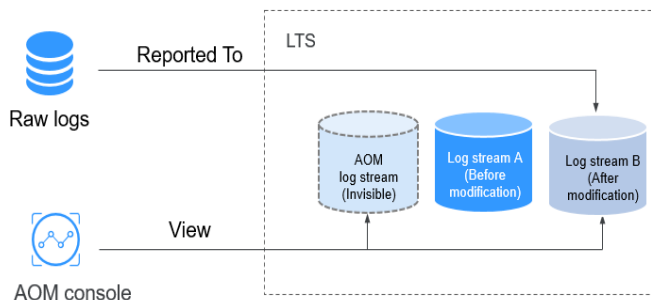 LTS
Reported To
Raw logs
AOM
log stream
(Invisible)
Log stream A
(Before
modification)
Log stream B
(After
modification)
View
AOM console